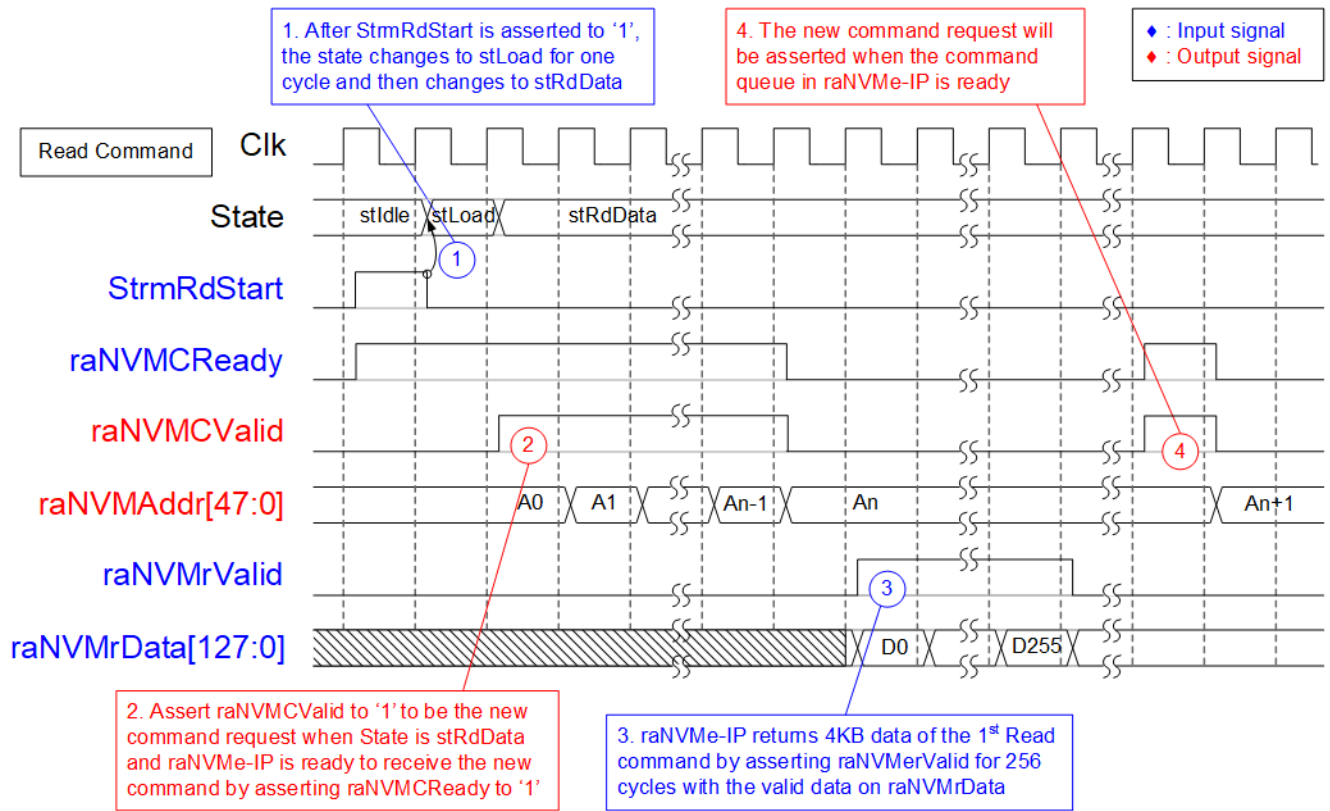 1. After StrmRdStart is asserted to ‘1’,
the state changes to stLoad for one
cycle and then changes to stRdData
4. The new command request will
be asserted when the command
queue in raNVMe-IP is ready
♦ : Input signal
♦ : Output signal
Read Command
Clk
State
stIdle
stLoad
stRdData
1
StrmRdStart
raNVMCReady
raNVMCValid
2
4
raNVMAddr[47:0]
A0
A1
An-1
An
An+1
raNVMrValid
3
raNVMrData[127:0]
D0
D255
2. Assert raNVMCValid to ‘1’ to be the new
command request when State is stRdData
and raNVMe-IP is ready to receive the new
command by asserting raNVMCReady to ‘1’
3. raNVMe-IP returns 4KB data of the 1st Read
command by asserting raNVMerValid for 256
cycles with the valid data on raNVMrData